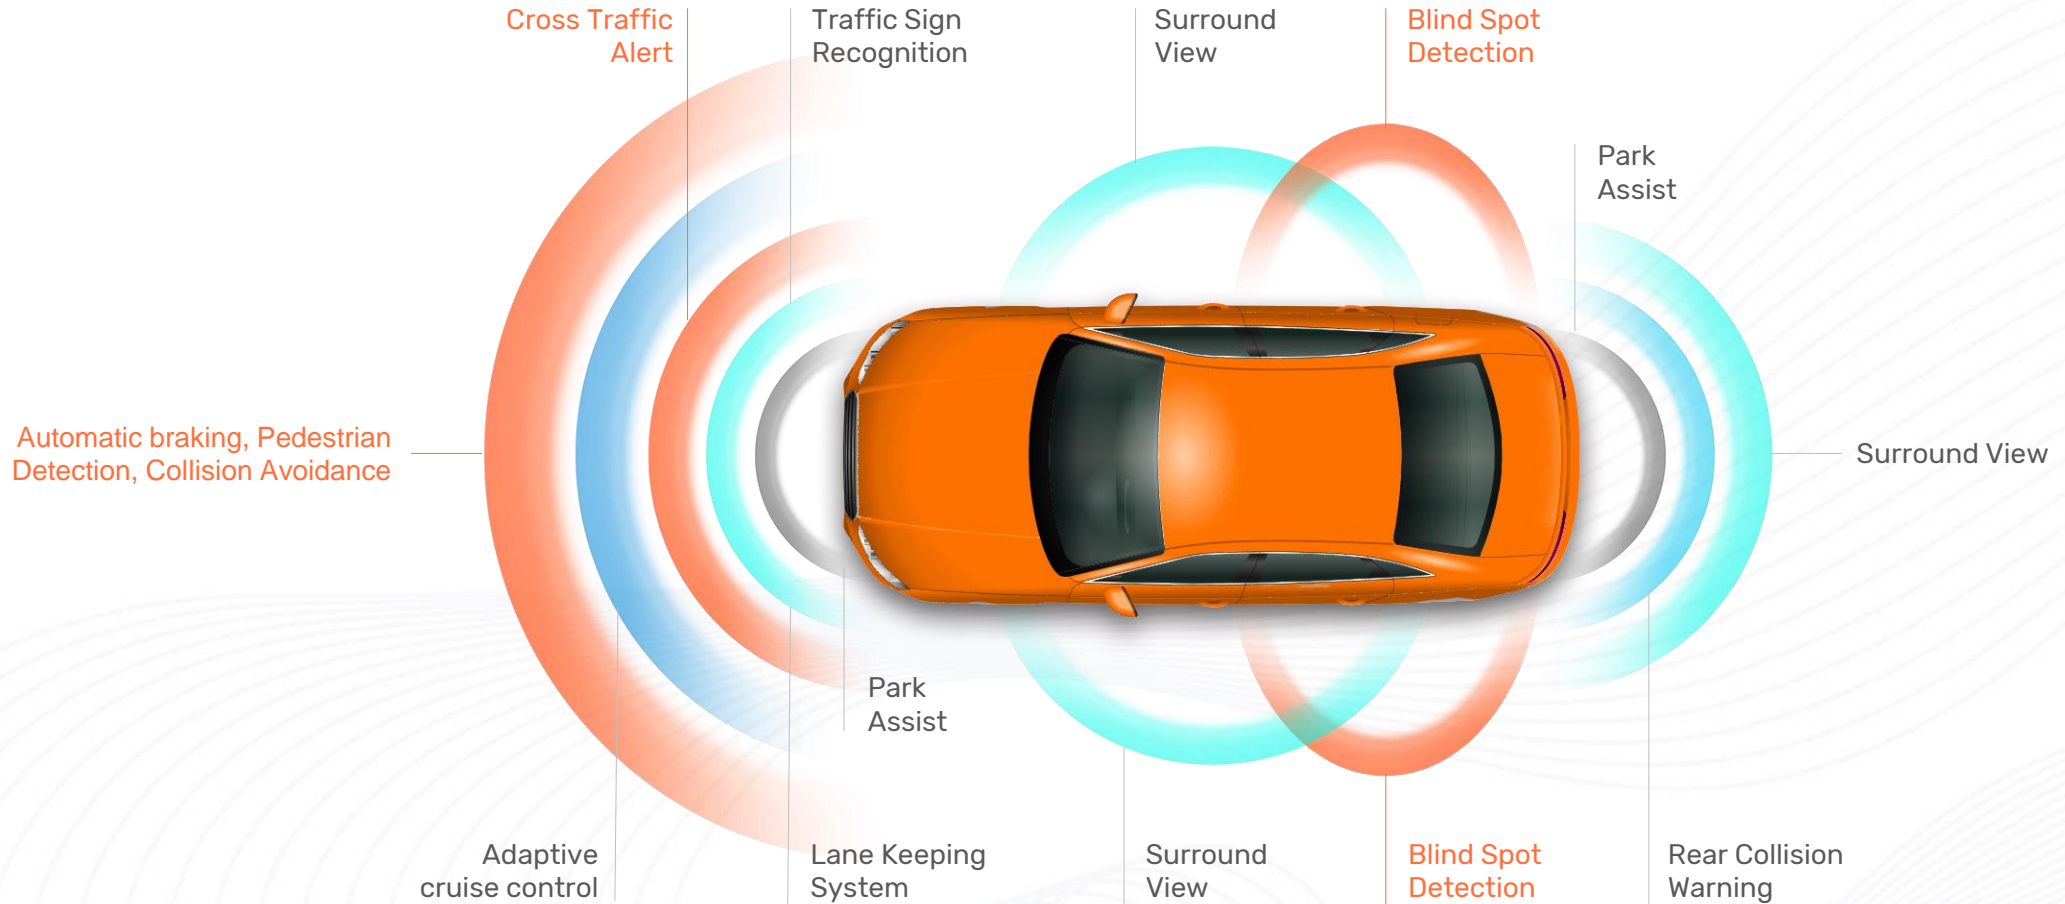 Cross Traffic
Alert
Traffic Sign
Recognition
Surround
View
Blind Spot
Detection
Park
Assist
Automatic braking, Pedestrian
Detection, Collision Avoidance
Surround View
Park
Assist
Adaptive
cruise control
Lane Keeping
System
Surround
View
Blind Spot
Detection
Rear Collision
Warning